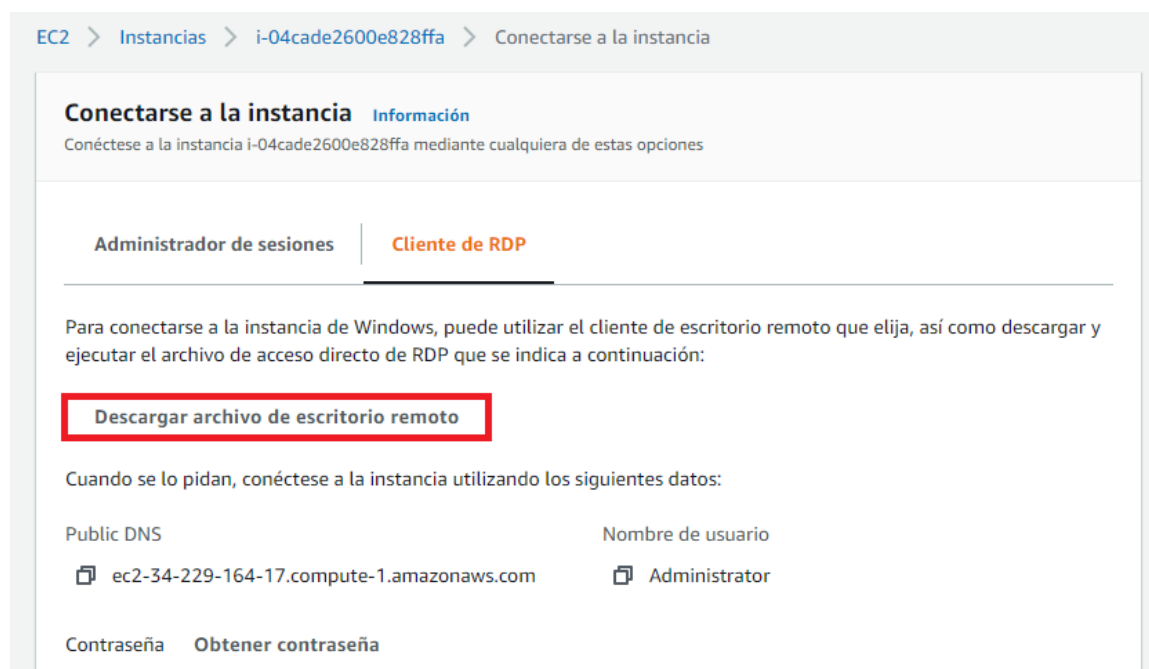 EC2 > Instancias > i-04cade2600e828ffa > Conectarse a la instancia
Conectarse a la instancia Información
Conéctese a la instancia i-04cade2600e828ffa mediante cualquiera de estas opciones
Administrador de sesiones
Cliente de RDP
Para conectarse a la instancia de Windows, puede utilizar el cliente de escritorio remoto que elija, así como descargar y
ejecutar el archivo de acceso directo de RDP que se indica a continuación:
Descargar archivo de escritorio remoto
Cuando se lo pidan, conéctese a la instancia utilizando los siguientes datos:
Public DNS
ec2-34-229-164-17.compute-1.amazonaws.com
Nombre de usuario
Administrator
Contraseña Obtener contraseña